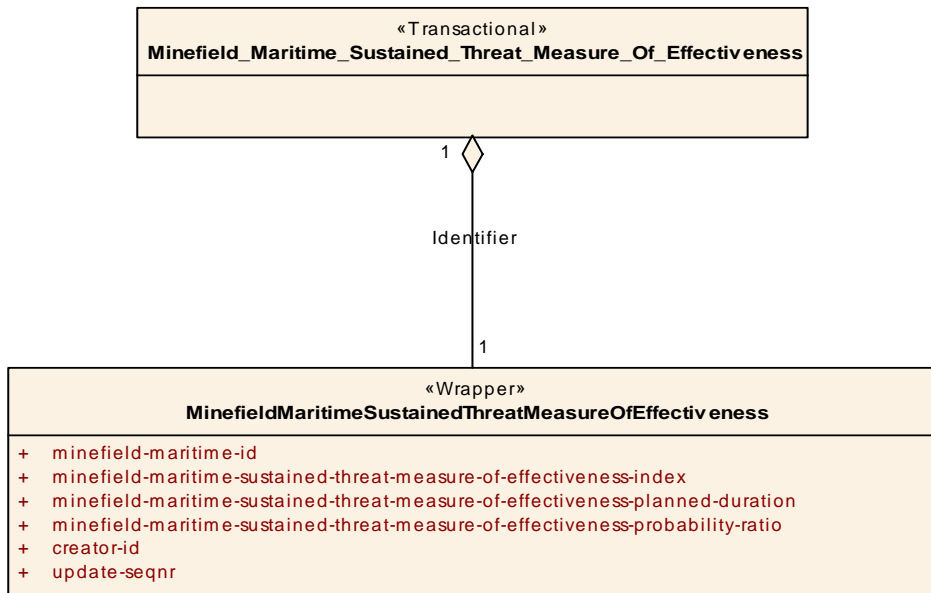 «Transactional»
Minefield_Maritime_Sustained_Threat_Measure_Of_Effectiveness
1
Identifier
1
«Wrapper»
MinefieldMaritimeSustainedThreatMeasureOfEffectiveness
+ minefield-maritime-id
+ minefield-maritime-sustained-threat-measure-of-effectiveness-index
+ minefield-maritime-sustained-threat-measure-of-effectiveness-planned-duration
+ minefield-maritime-sustained-threat-measure-of-effectiveness-probability-ratio
+ creator-id
+ update-seqnr